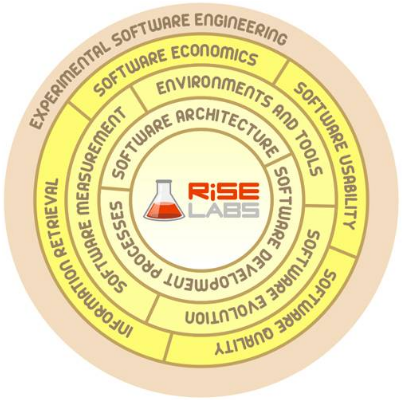 EXPERIMENTAL SOFTWARE ENGINEERING
SOFTWARE ECONOMICS
SOFTWARE USABILITY
SOFTWARE QUALITY
INFORMATION RETRIEVAL
ENVIRONMENTS AND TOOLS
SOFTWARE EVOLUTION
SOFTWARE MEASUREMENT
SOFTWARE ARCHITECTURE
SOFTWARE DEVELOPMENT PROCESSES
RiSE
LABS